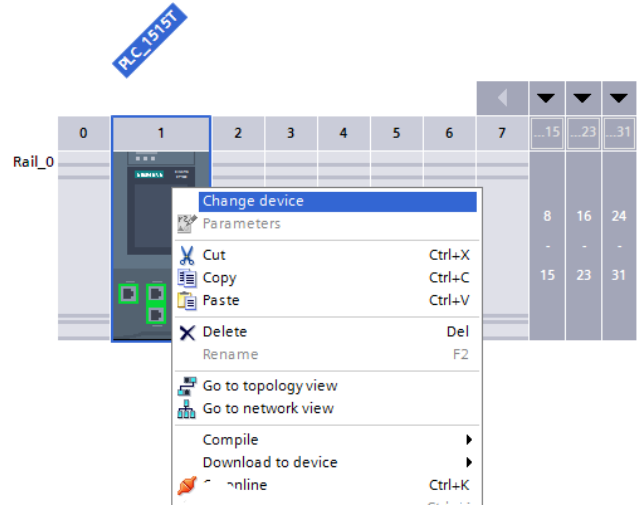 PLC_1515T
0 1 2 3 4 5 6 7 ...15 ...23 ...31
Rail_0
SIEMENS
8 16 24
- - -
15 23 31
Change device
Parameters
Cut Ctrl+X
Copy Ctrl+C
Paste Ctrl+V
Delete Del
Rename F2
Go to topology view
Go to network view
Compile
Download to device
online Ctrl+K